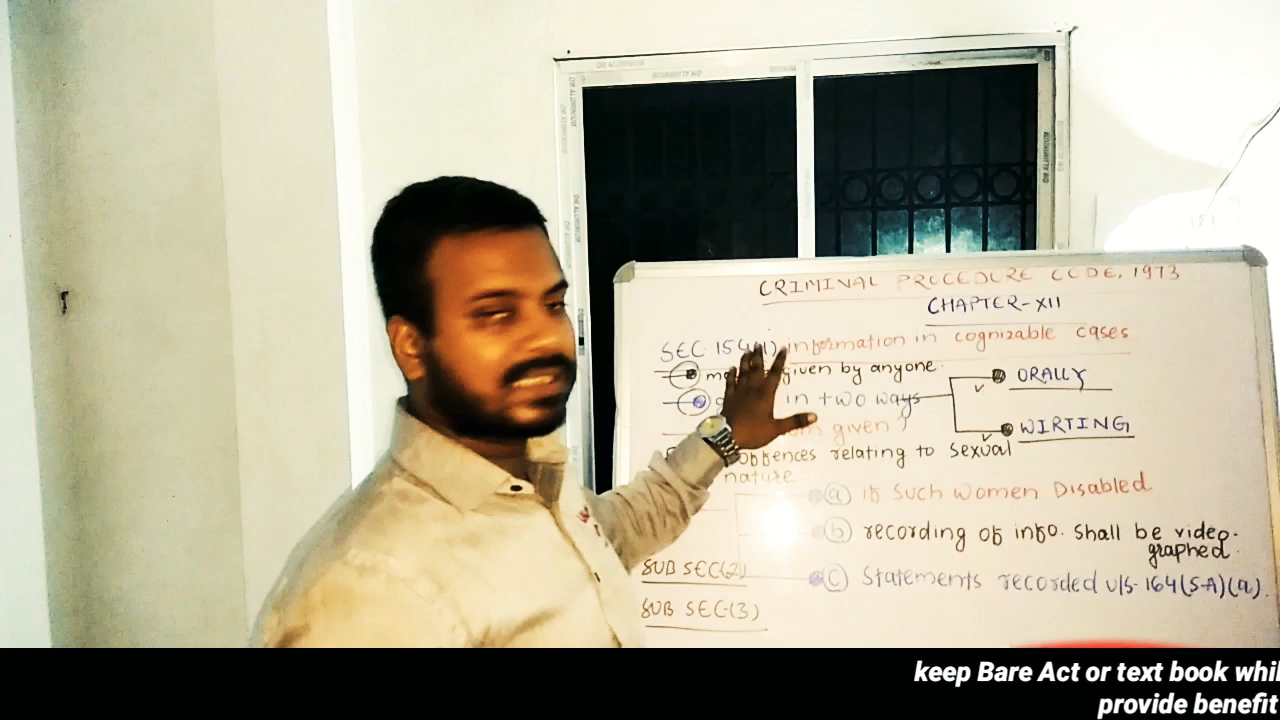 CRIMINAL PROCEDURE CODE, 1973
CHAPTER-XII
SEC 154(1) information in cognizable cases
given by anyone.
in two ways
ORALLY
WIRTING
given
offences relating to sexual
nature.
(a) if such women Disabled
(b) recording of info. shall be video-
graphed.
(c) Statements recorded u/s-164(5-A)(a).
SUB SEC(2)
SUB SEC-(3)
keep Bare Act or text book whil
provide benefit